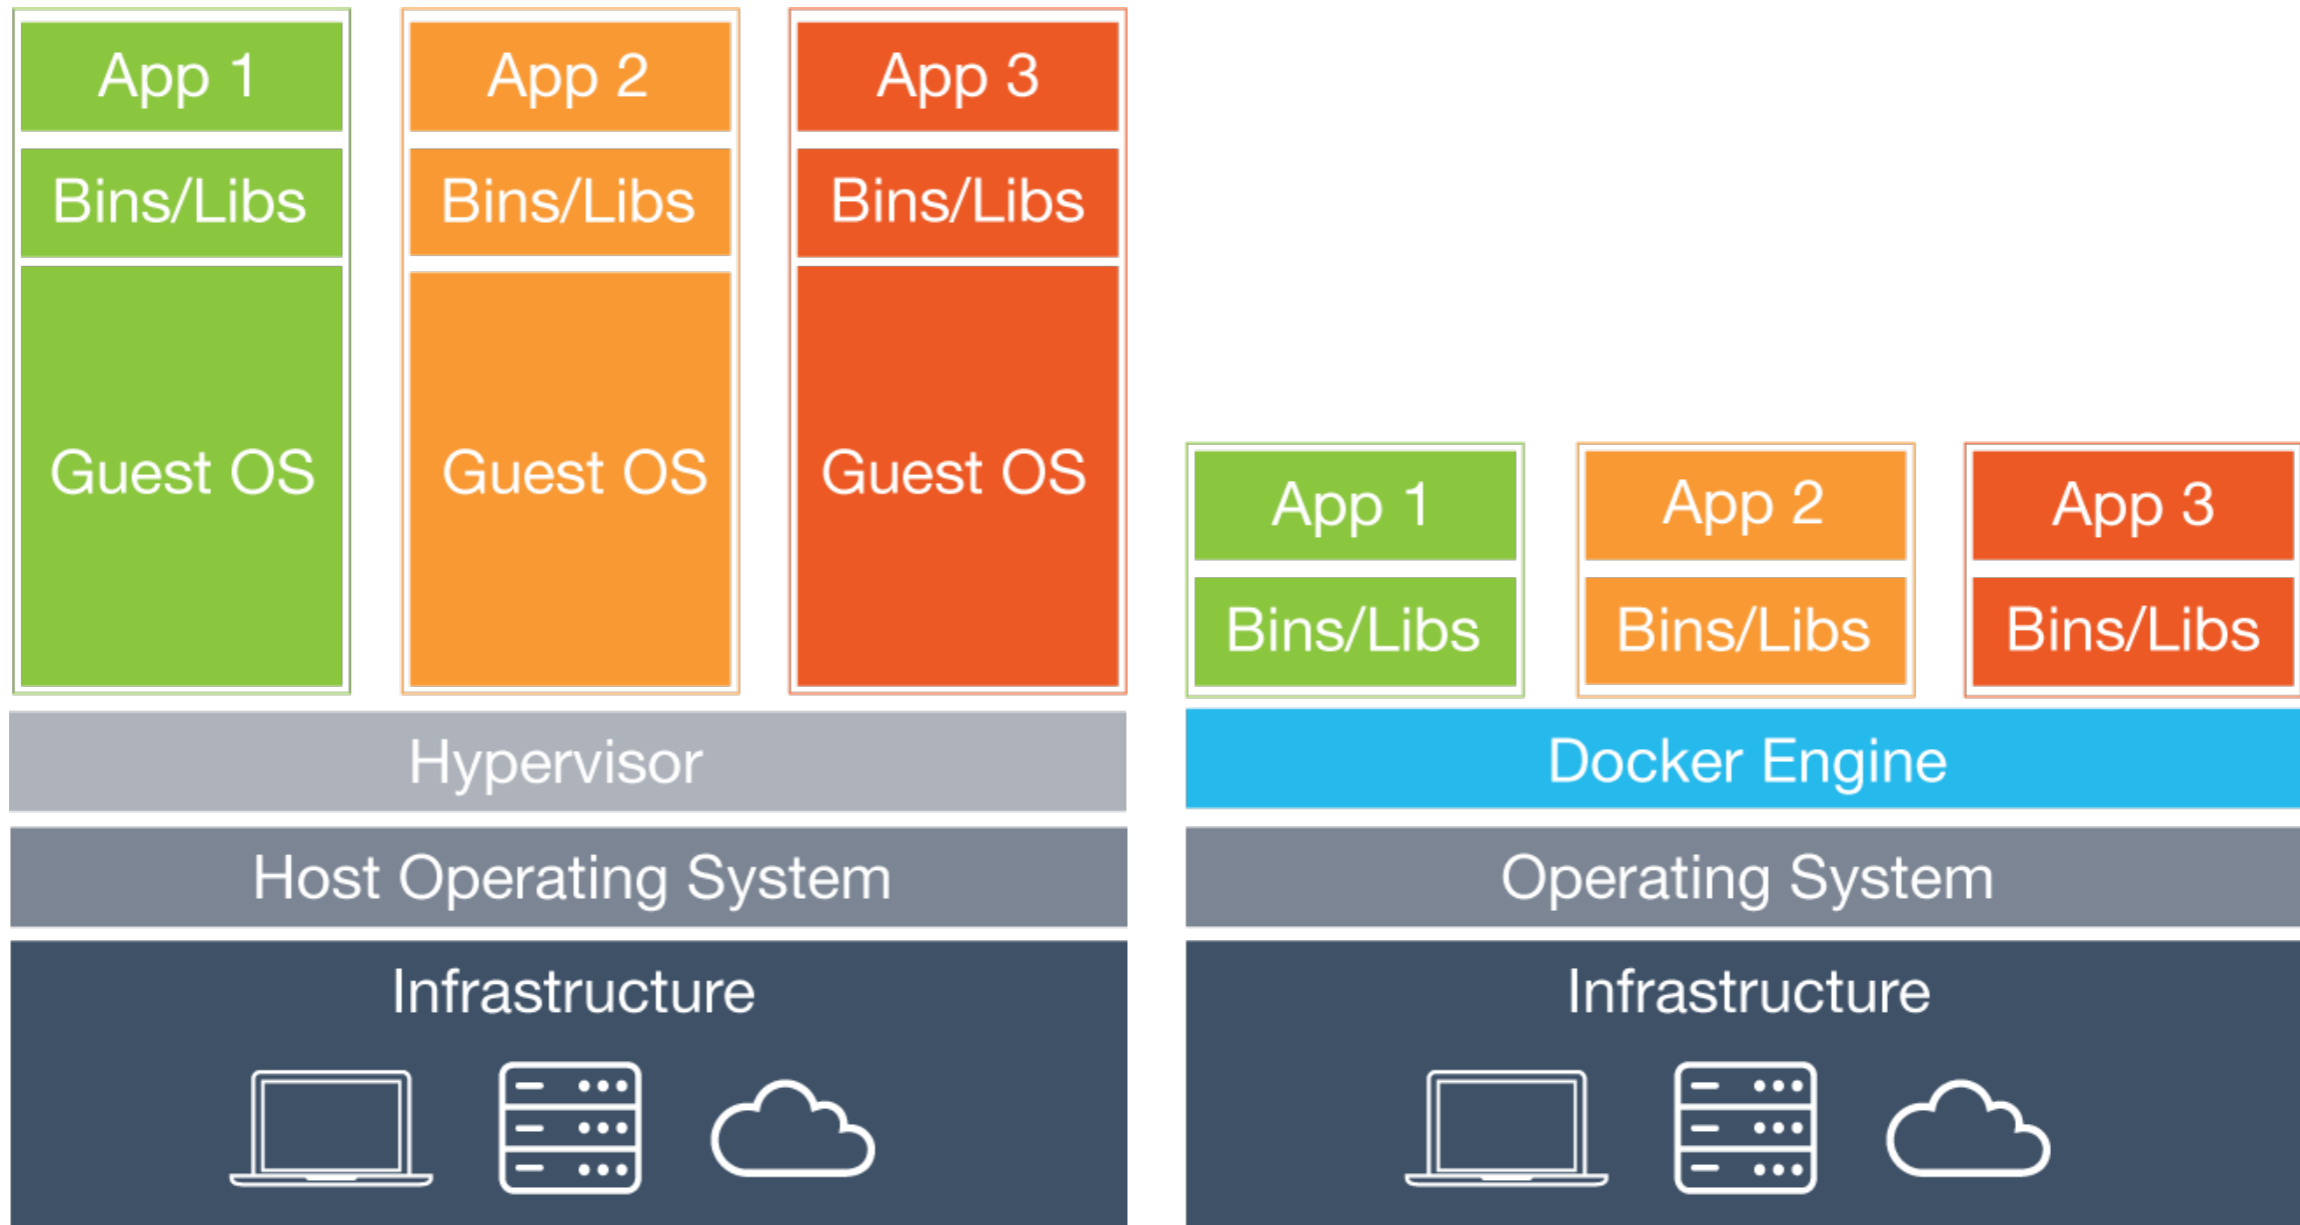 App 1
App 2
App 3
Bins/Libs
Bins/Libs
Bins/Libs
Guest OS
Guest OS
Guest OS
Hypervisor
Host Operating System
Infrastructure
App 1
App 2
App 3
Bins/Libs
Bins/Libs
Bins/Libs
Docker Engine
Operating System
Infrastructure